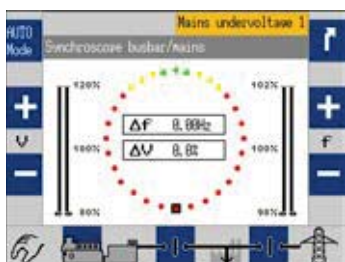 Mains undervoltage 1
AUTO
Mode
Synchroscope busbar/mains
120% 102%
Δf 0.00Hz
V 100% ΔV 0.0% 100% f
80% 98%